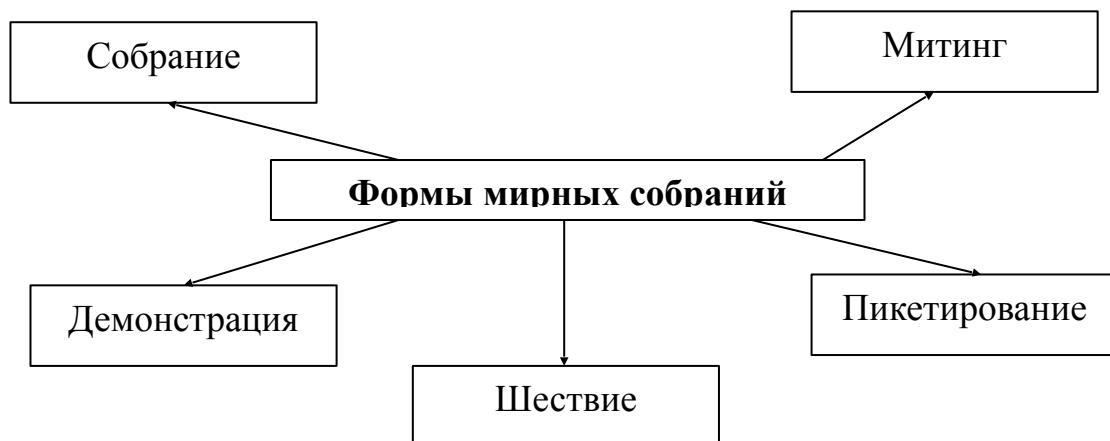 Собрание
Митинг
Формы мирных собраний
Демонстрация
Пикетирование
Шествие